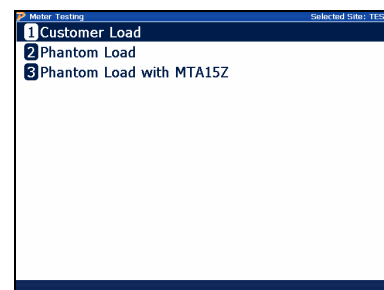 Meter Testing Selected Site: TES
1 Customer Load
2 Phantom Load
3 Phantom Load with MTA15Z